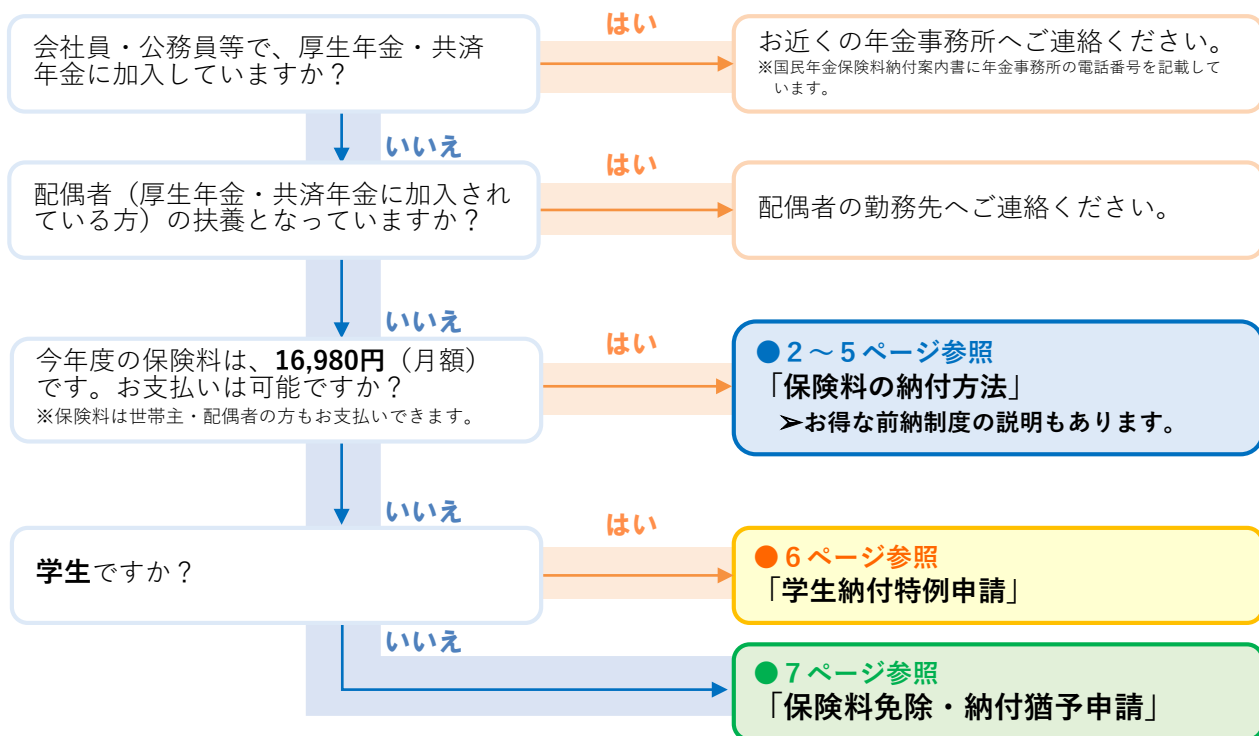 はい
会社員・公務員等で、厚生年金・共済
年金に加入していますか？
お近くの年金事務所へご連絡ください。
※国民年金保険料納付案内書に年金事務所の電話番号を記載して
います。
いいえ
はい
配偶者（厚生年金・共済年金に加入され
ている方）の扶養となっていますか？
配偶者の勤務先へご連絡ください。
いいえ
はい
今年度の保険料は、16,980円（月額）
です。お支払いは可能ですか？
※保険料は世帯主・配偶者の方もお支払いできます。
●２～５ページ参照
「保険料の納付方法」
➢お得な前納制度の説明もあります。
いいえ
はい
学生ですか？
●６ページ参照
「学生納付特例申請」
いいえ
●７ページ参照
「保険料免除・納付猶予申請」